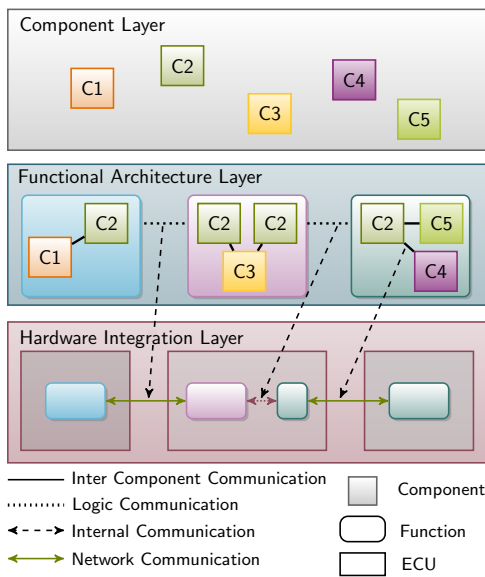 Component Layer
C1
C2
C3
C4
C5
Functional Architecture Layer
C1
C2
C2
C2
C3
C2
C5
C4
Hardware Integration Layer
Inter Component Communication
Logic Communication
Internal Communication
Network Communication
Component
Function
ECU